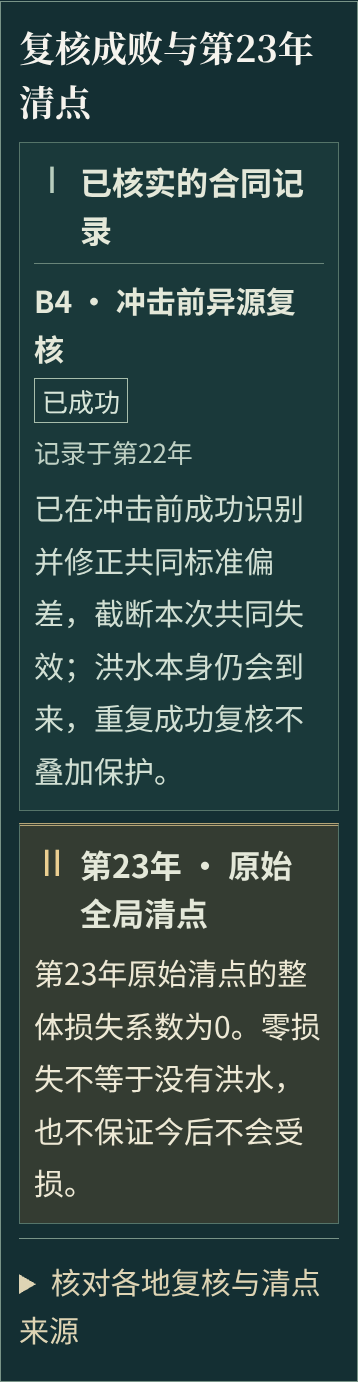 复核成败与第23年
清点
I 已核实的合同记
录
B4 · 冲击前异源复
核
已成功
记录于第22年
已在冲击前成功识别
并修正共同标准偏
差，截断本次共同失
效；洪水本身仍会到
来，重复成功复核不
叠加保护。
II 第23年 · 原始
全局清点
第23年原始清点的整
体损失系数为0。零损
失不等于没有洪水，
也不保证今后不会受
损。
▶ 核对各地复核与清点
来源